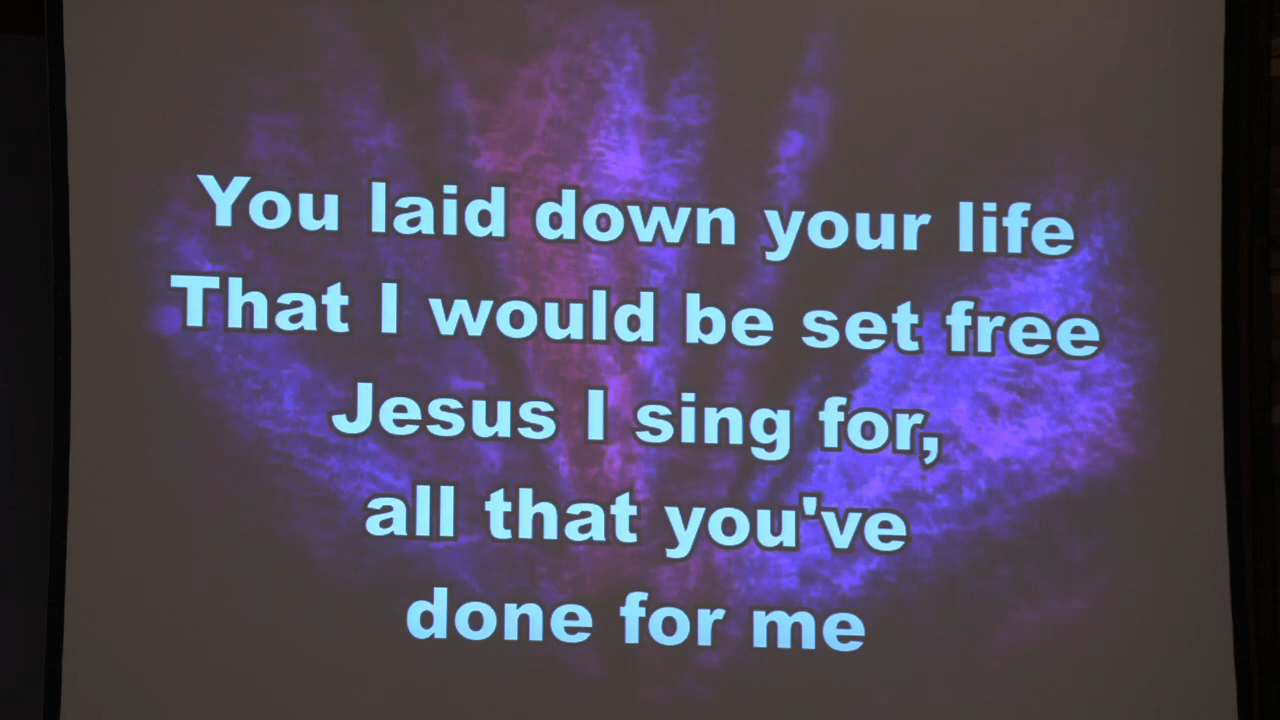 You laid down your life
That I would be set free
Jesus I sing for,
all that you've
done for me